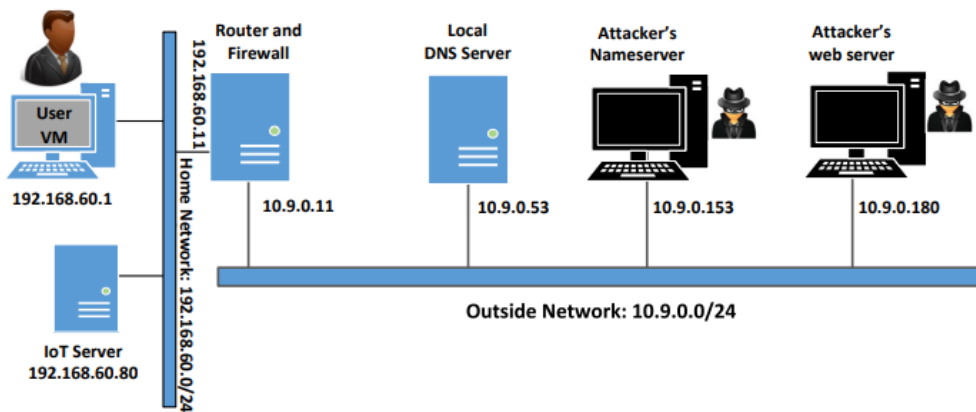 Router and
Firewall
Local
DNS Server
Attacker's
Nameserver
Attacker's
web server
User
VM
192.168.60.1
192.168.60.11
10.9.0.11
10.9.0.53
10.9.0.153
10.9.0.180
Home Network: 192.168.60.0/24
Outside Network: 10.9.0.0/24
IoT Server
192.168.60.80